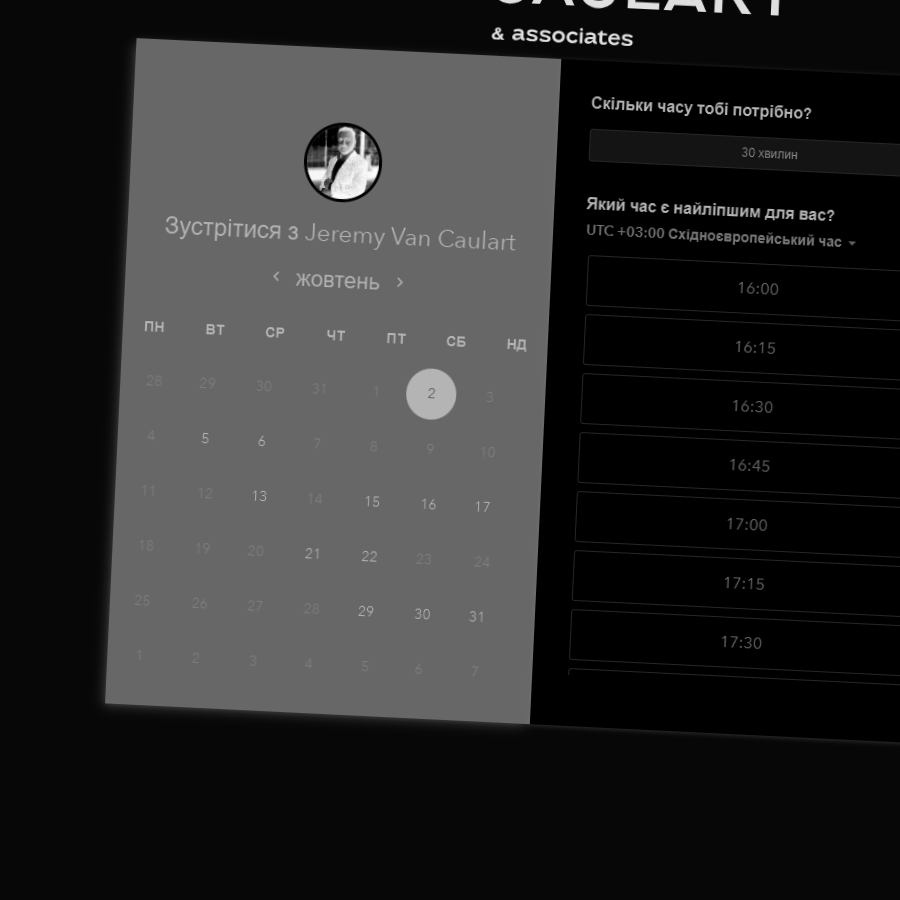 & associates
Зустрітися з Jeremy Van Caulart
жовтень
ПН ВТ СР ЧТ ПТ СБ НД
28 29 30 31 1 2 3
4 5 6 7 8 9 10
11 12 13 14 15 16 17
18 19 20 21 22 23 24
25 26 27 28 29 30 31
1 2 3 4 5 6 7
Скільки часу тобі потрібно?
30 хвилин
Який час є найліпшим для вас?
UTC +03:00 Східноєвропейський час
16:00
16:15
16:30
16:45
17:00
17:15
17:30